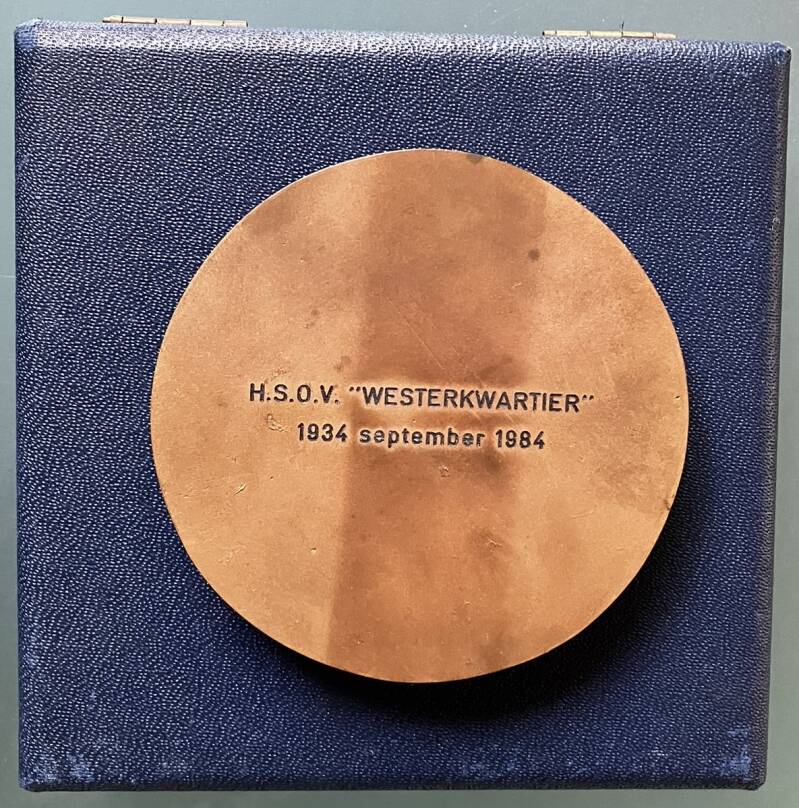 H.S.O.V. "WESTERKWARTIER"
1934 september 1984